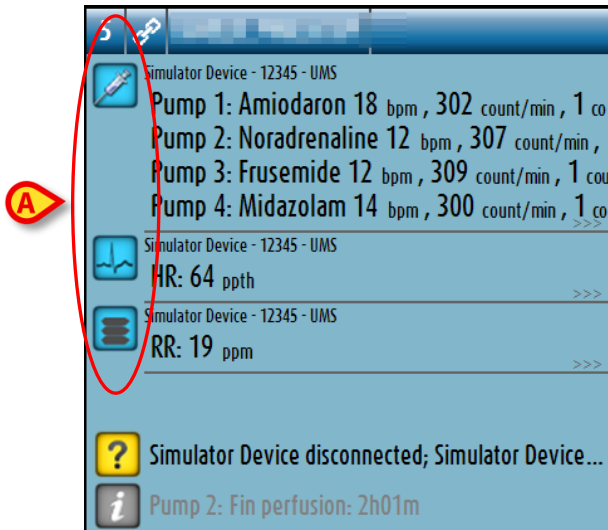 5
Simulator Device - 12345 - UMS
Pump 1: Amiodaron 18 bpm , 302 count/min , 1 co
Pump 2: Noradrenaline 12 bpm , 307 count/min ,
Pump 3: Frusemide 12 bpm , 309 count/min , 1 cou
Pump 4: Midazolam 14 bpm , 300 count/min , 1 co
>>>
Simulator Device - 12345 - UMS
HR: 64 ppth
>>>
Simulator Device - 12345 - UMS
RR: 19 ppm
>>>
A
? Simulator Device disconnected; Simulator Device...
i Pump 2: Fin perfusion: 2h01m